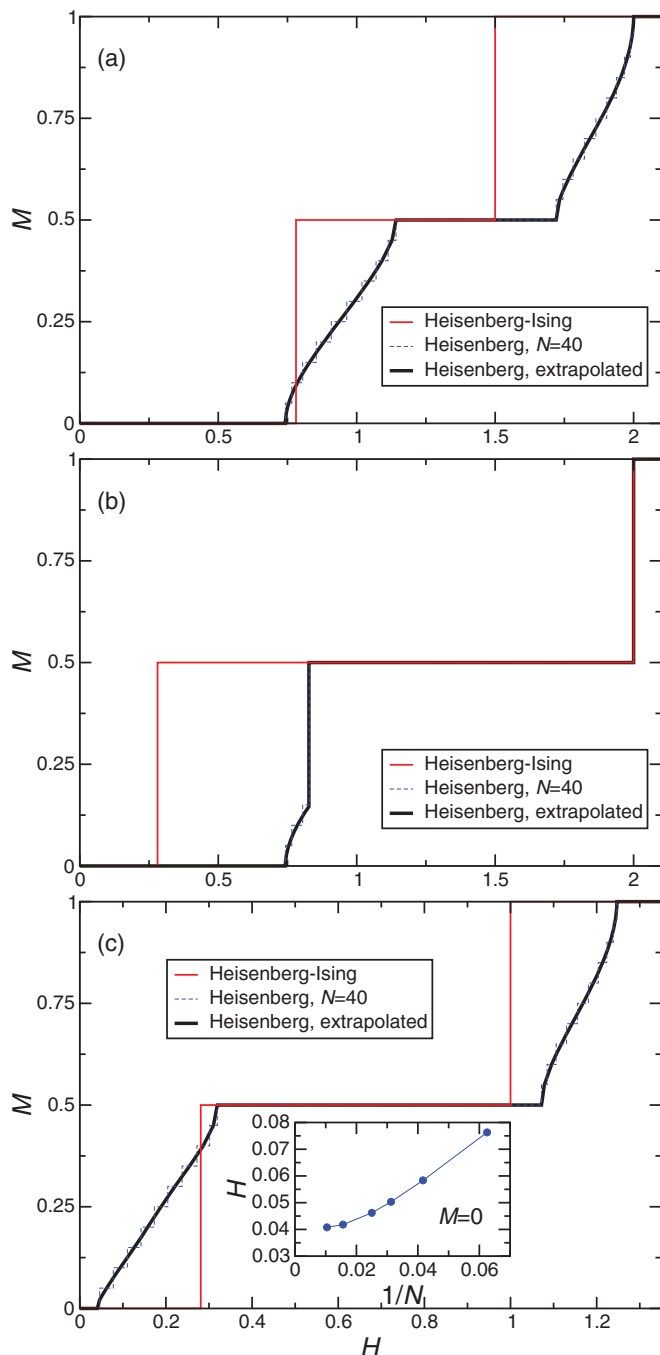 1
(a)
0.75
M
0.5
0.25
Heisenberg-Ising
Heisenberg, N=40
Heisenberg, extrapolated
0
0 0.5 1 1.5 2
1
(b)
0.75
M
0.5
0.25
Heisenberg-Ising
Heisenberg, N=40
Heisenberg, extrapolated
0
0 0.5 1 1.5 2
1
(c)
Heisenberg-Ising
Heisenberg, N=40
Heisenberg, extrapolated
0.75
M
0.5
0.08
0.07
0.06
H
0.05
0.04
0.03
M=0
0 0.02 0.04 0.06
1/N
0.25
0
0 0.2 0.4 0.6 0.8 1 1.2
H